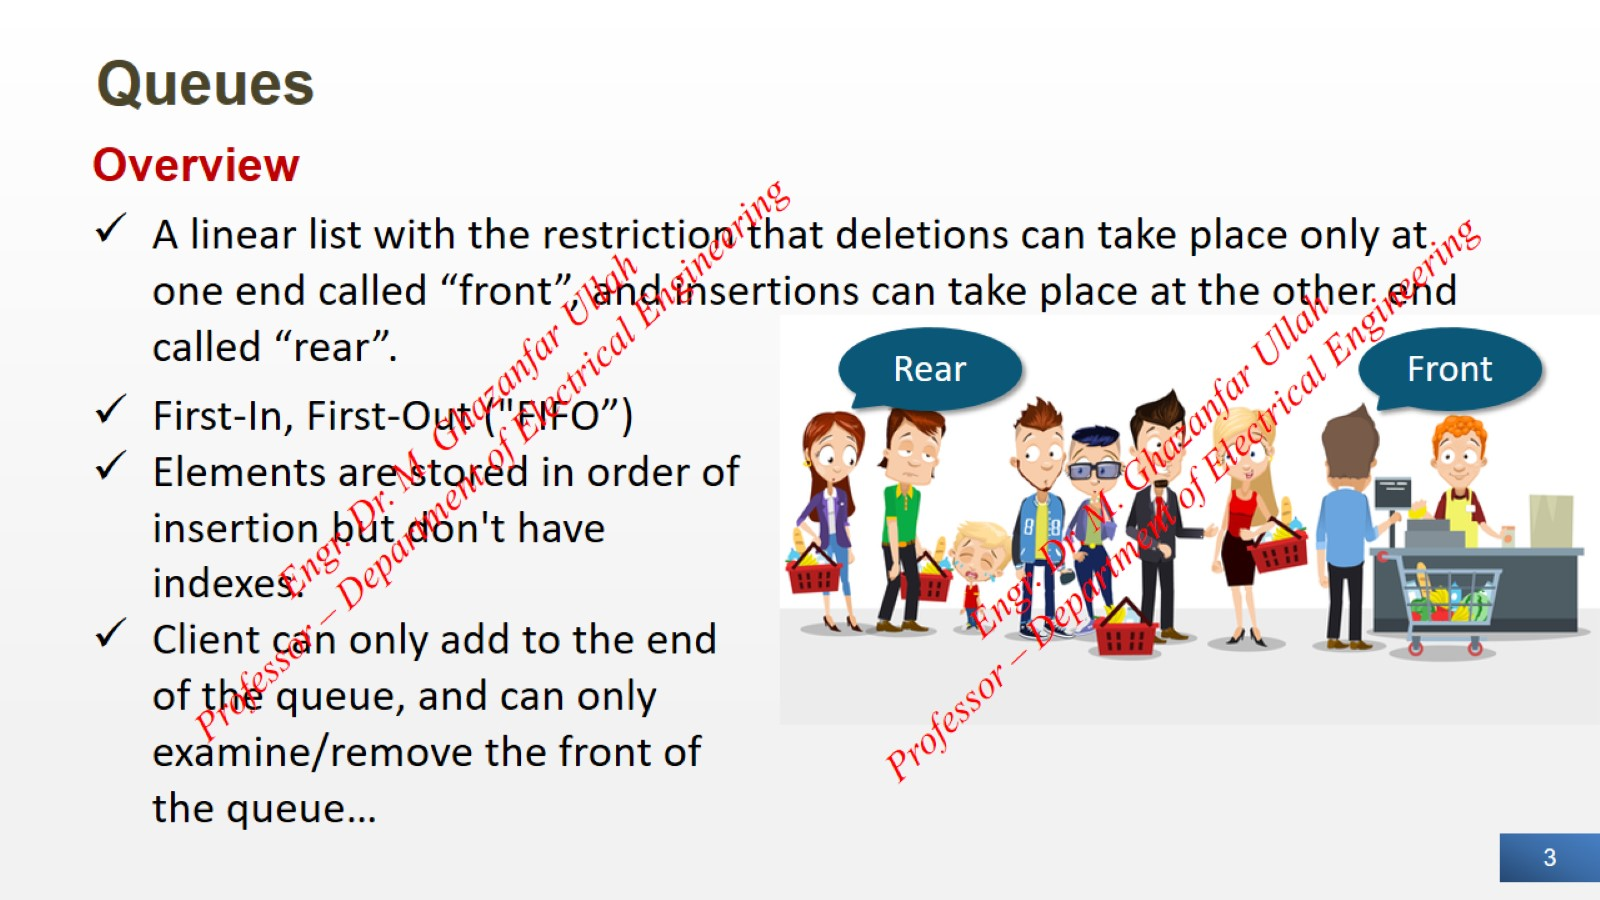 Queues
Overview
✓ A linear list with the restriction that deletions can take place only at
one end called “front”, and insertions can take place at the other end
called “rear”.
✓ First-In, First-Out ("FIFO”)
✓ Elements are stored in order of
insertion but don't have
indexes.
✓ Client can only add to the end
of the queue, and can only
examine/remove the front of
the queue…
Rear
Front
Engr. Dr. M. Ghazanfar Ullah
Professor – Department of Electrical Engineering
Engr. Dr. M. Ghazanfar Ullah
Professor – Department of Electrical Engineering
8 8
3